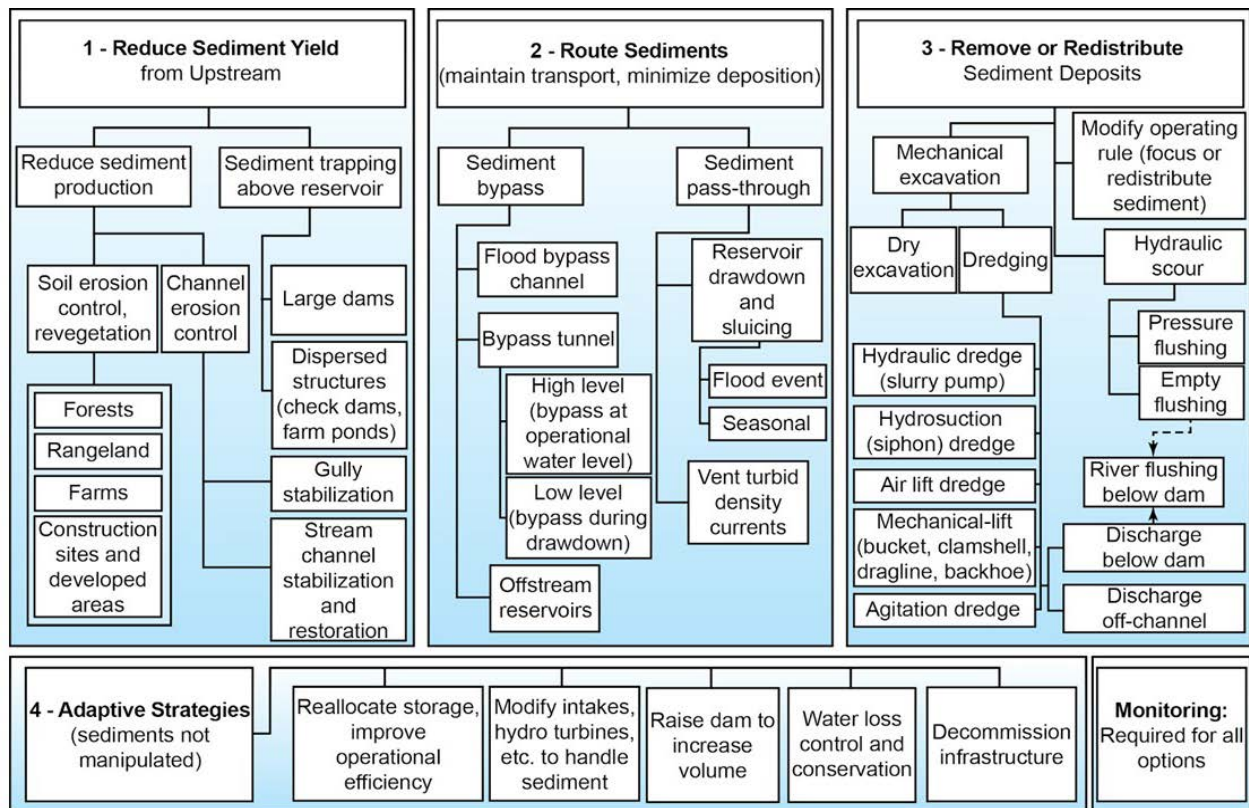 1 - Reduce Sediment Yield
from Upstream
Reduce sediment
production
Sediment trapping
above reservoir
Soil erosion
control,
revegetation
Channel
erosion
control
Large dams
Dispersed
structures
(check dams,
farm ponds)
Forests
Rangeland
Farms
Construction
sites and
developed
areas
Gully
stabilization
Stream
channel
stabilization
and
restoration
2 - Route Sediments
(maintain transport, minimize deposition)
Sediment
bypass
Sediment
pass-through
Flood bypass
channel
Bypass tunnel
High level
(bypass at
operational
water level)
Low level
(bypass during
drawdown)
Offstream
reservoirs
Reservoir
drawdown
and
sluicing
Flood event
Seasonal
Vent turbid
density
currents
3 - Remove or Redistribute
Sediment Deposits
Mechanical
excavation
Modify operating
rule (focus or
redistribute
sediment)
Dry
excavation
Dredging
Hydraulic
scour
Pressure
flushing
Empty
flushing
Hydraulic dredge
(slurry pump)
Hydrosuction
(siphon) dredge
Air lift dredge
Mechanical-lift
(bucket, clamshell,
dragline, backhoe)
Agitation dredge
River flushing
below dam
Discharge
below dam
Discharge
off-channel
4 - Adaptive Strategies
(sediments not
manipulated)
Reallocate storage,
improve
operational
efficiency
Modify intakes,
hydro turbines,
etc. to handle
sediment
Raise dam to
increase
volume
Water loss
control and
conservation
Decommission
infrastructure
Monitoring:
Required for all
options